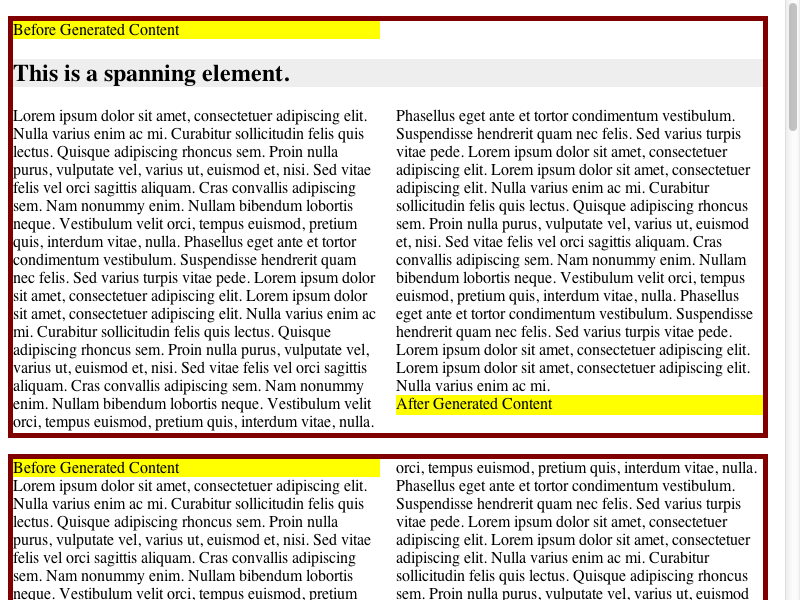 Before Generated Content
This is a spanning element.
Lorem ipsum dolor sit amet, consectetuer adipiscing elit.
Nulla varius enim ac mi. Curabitur sollicitudin felis quis
lectus. Quisque adipiscing rhoncus sem. Proin nulla
purus, vulputate vel, varius ut, euismod et, nisi. Sed vitae
felis vel orci sagittis aliquam. Cras convallis adipiscing
sem. Nam nonummy enim. Nullam bibendum lobortis
neque. Vestibulum velit orci, tempus euismod, pretium
quis, interdum vitae, nulla. Phasellus eget ante et tortor
condimentum vestibulum. Suspendisse hendrerit quam
nec felis. Sed varius turpis vitae pede. Lorem ipsum dolor
sit amet, consectetuer adipiscing elit. Lorem ipsum dolor
sit amet, consectetuer adipiscing elit. Nulla varius enim ac
mi. Curabitur sollicitudin felis quis lectus. Quisque
adipiscing rhoncus sem. Proin nulla purus, vulputate vel,
varius ut, euismod et, nisi. Sed vitae felis vel orci sagittis
aliquam. Cras convallis adipiscing sem. Nam nonummy
enim. Nullam bibendum lobortis neque. Vestibulum velit
orci, tempus euismod, pretium quis, interdum vitae, nulla.
Phasellus eget ante et tortor condimentum vestibulum.
Suspendisse hendrerit quam nec felis. Sed varius turpis
vitae pede. Lorem ipsum dolor sit amet, consectetuer
adipiscing elit. Lorem ipsum dolor sit amet, consectetuer
adipiscing elit. Nulla varius enim ac mi. Curabitur
sollicitudin felis quis lectus. Quisque adipiscing rhoncus
sem. Proin nulla purus, vulputate vel, varius ut, euismod
et, nisi. Sed vitae felis vel orci sagittis aliquam. Cras
convallis adipiscing sem. Nam nonummy enim. Nullam
bibendum lobortis neque. Vestibulum velit orci, tempus
euismod, pretium quis, interdum vitae, nulla. Phasellus
eget ante et tortor condimentum vestibulum. Suspendisse
hendrerit quam nec felis. Sed varius turpis vitae pede.
Lorem ipsum dolor sit amet, consectetuer adipiscing elit.
Lorem ipsum dolor sit amet, consectetuer adipiscing elit.
Nulla varius enim ac mi.
After Generated Content
Before Generated Content
Lorem ipsum dolor sit amet, consectetuer adipiscing elit.
Nulla varius enim ac mi. Curabitur sollicitudin felis quis
lectus. Quisque adipiscing rhoncus sem. Proin nulla
purus, vulputate vel, varius ut, euismod et, nisi. Sed vitae
felis vel orci sagittis aliquam. Cras convallis adipiscing
sem. Nam nonummy enim. Nullam bibendum lobortis
neque. Vestibulum velit orci, tempus euismod, pretium
orci, tempus euismod, pretium quis, interdum vitae, nulla.
Phasellus eget ante et tortor condimentum vestibulum.
Suspendisse hendrerit quam nec felis. Sed varius turpis
vitae pede. Lorem ipsum dolor sit amet, consectetuer
adipiscing elit. Lorem ipsum dolor sit amet, consectetuer
adipiscing elit. Nulla varius enim ac mi. Curabitur
sollicitudin felis quis lectus. Quisque adipiscing rhoncus
sem. Proin nulla purus, vulputate vel, varius ut, euismod